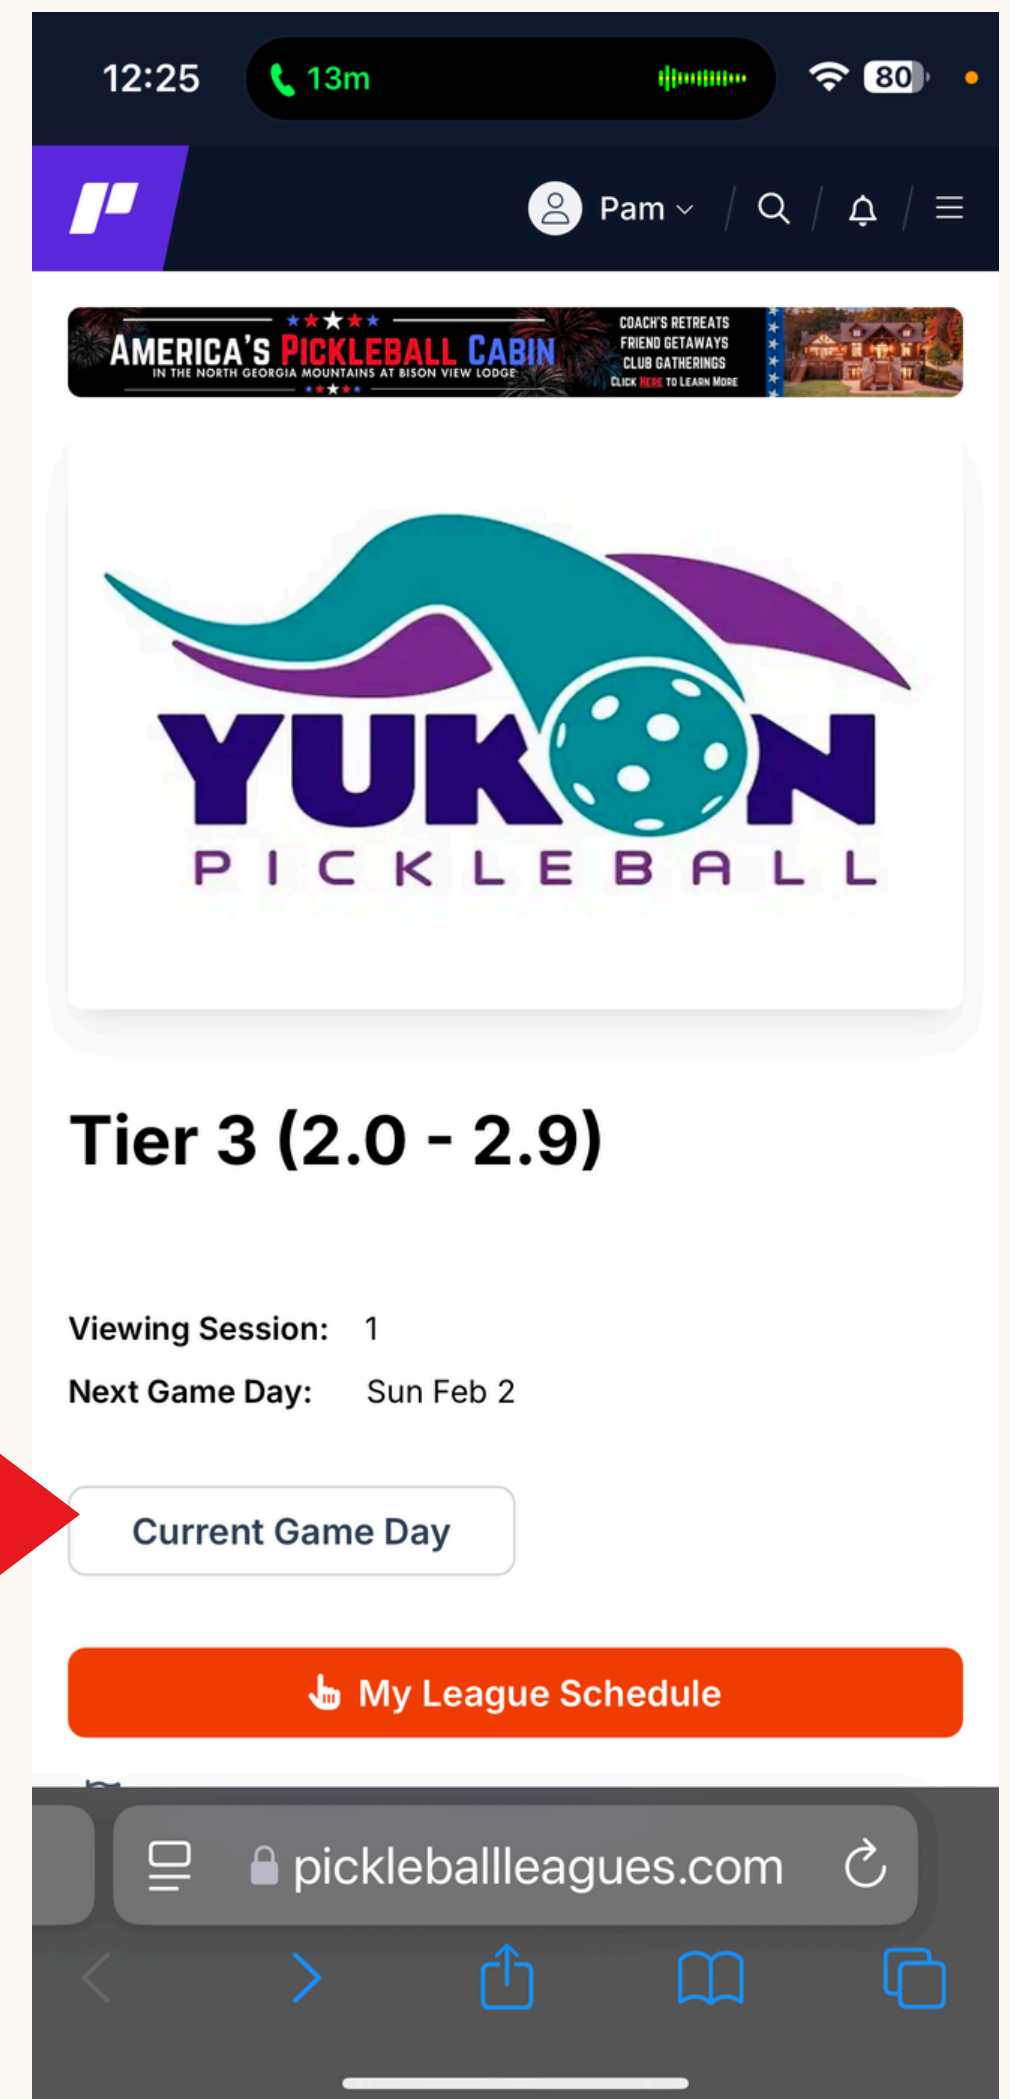 12:25 13m 80
Pam
AMERICA'S PICKLEBALL CABIN
IN THE NORTH GEORGIA MOUNTAINS AT BISON VIEW LODGE
COACH'S RETREATS
FRIEND GETAWAYS
CLUB GATHERINGS
CLICK HERE TO LEARN MORE
YUKON
PICKLEBALL
Tier 3 (2.0 - 2.9)
Viewing Session: 1
Next Game Day: Sun Feb 2
Current Game Day
My League Schedule
pickleballleagues.com